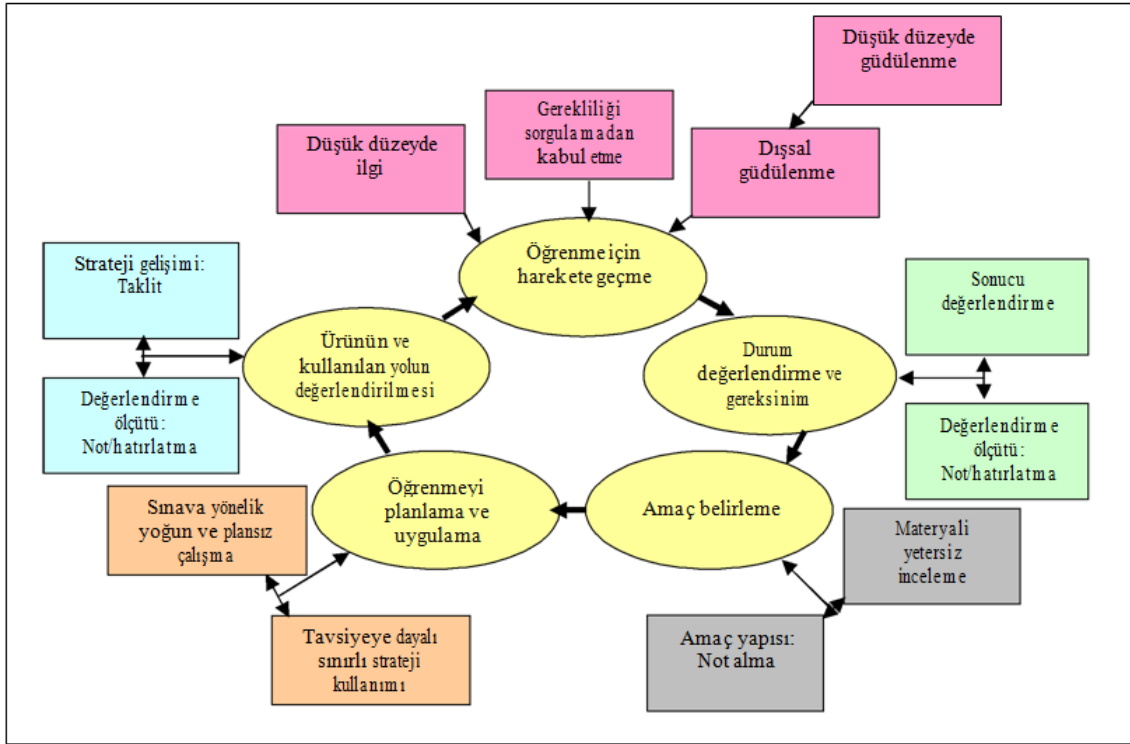 Düşük düzeyde
güdülenme
Gerekliliği
sorgulamadan
kabul etme
Düşük düzeyde
ilgi
Dışsal
güdülenme
Öğrenme için
harekete geçme
Strateji gelişimi:
Taklit
Sonucu
değerlendirme
Ürünün ve
kullanılan yolun
değerlendirilmesi
Durum
değerlendirme ve
gereksinim
Değerlendirme
ölçütü:
Not/hatırlatma
Değerlendirme
ölçütü:
Not/hatırlatma
Öğrenmeyi
planlama ve
uygulama
Amaç belirleme
Sınava yönelik
yoğun ve plansız
çalışma
Materyali
yetersiz
inceleme
Tavsiyeye dayalı
sınırlı strateji
kullanımı
Amaç yapısı:
Not alma